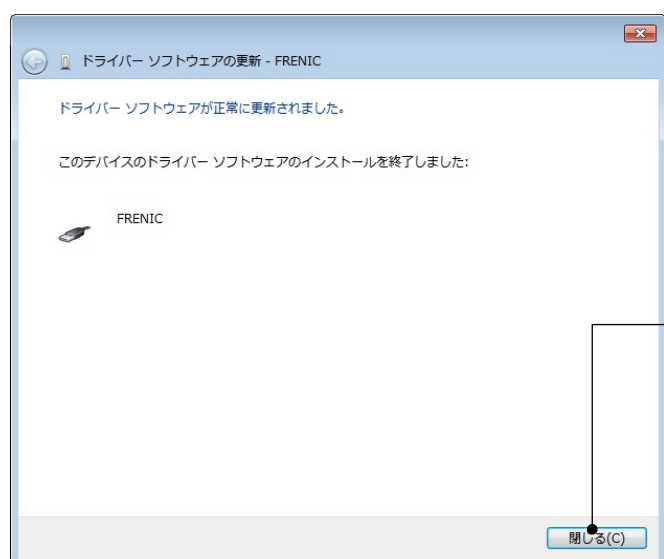 ドライバー ソフトウェアの更新 - FRENIC
ドライバー ソフトウェアが正常に更新されました。
このデバイスのドライバー ソフトウェアのインストールを終了しました:
FRENIC
閉じる(C)